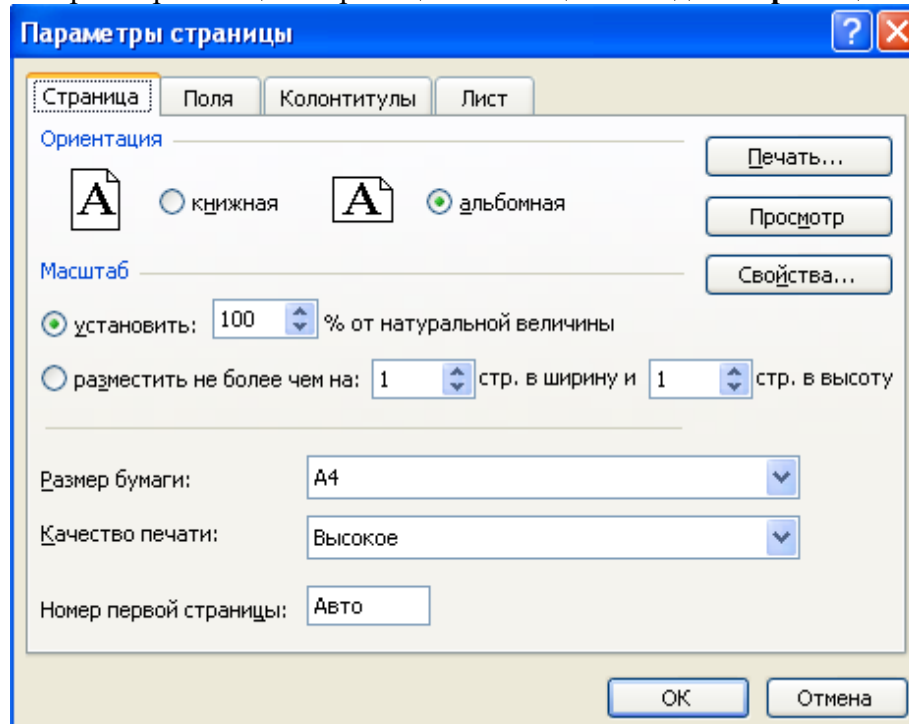 Параметры страницы
Страница Поля Колонтитулы Лист
Ориентация
A книжная A альбомная
Печать...
Просмотр
Масштаб
Свойства...
установить: 100 % от натуральной величины
разместить не более чем на: 1 стр. в ширину и 1 стр. в высоту
Размер бумаги: A4
Качество печати: Высокое
Номер первой страницы: Авто
ОК Отмена